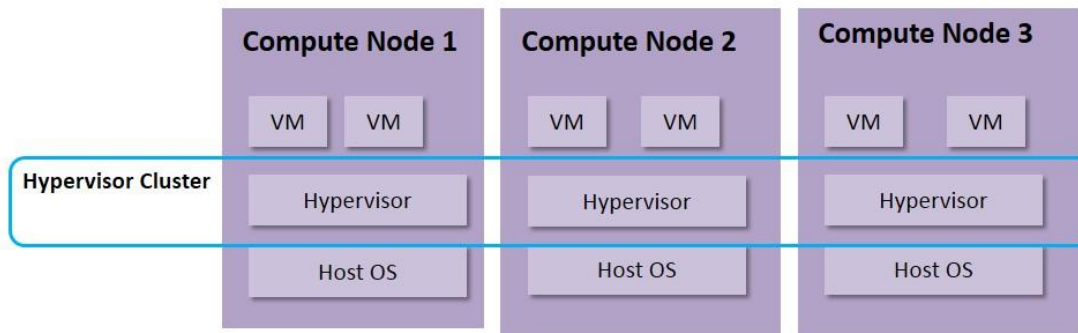 Compute Node 1
Compute Node 2
Compute Node 3
VM
VM
VM
VM
VM
VM
Hypervisor Cluster
Hypervisor
Hypervisor
Hypervisor
Host OS
Host OS
Host OS